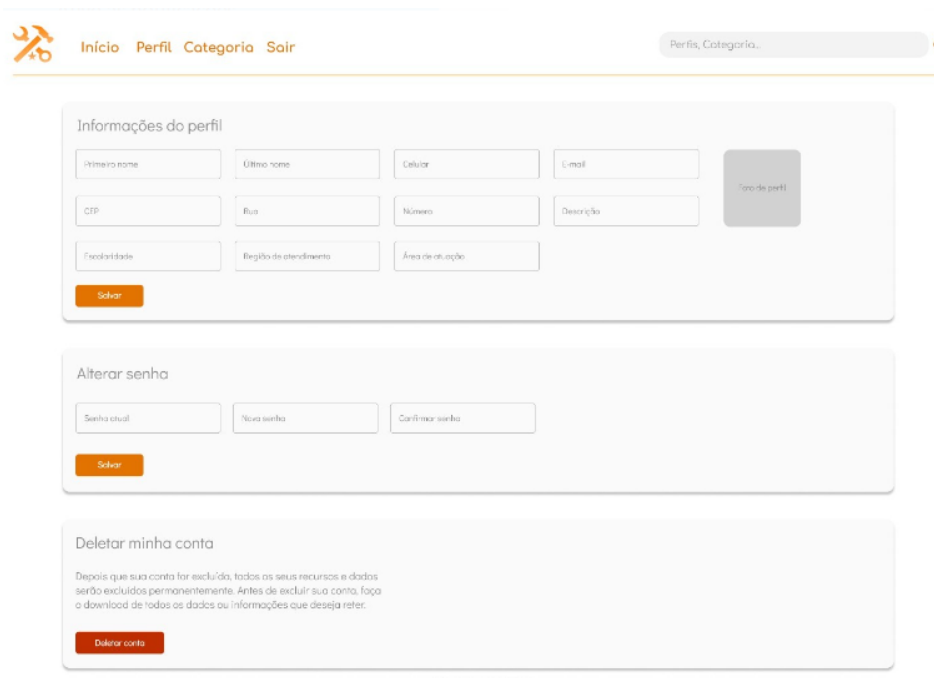 Início Perfil Categoria Sair
Perfis, Categoria...
Informações do perfil
Primeiro nome
Último nome
Celular
E-mail
Foto de perfil
CEP
Rua
Número
Descrição
Escolaridade
Região de atendimento
Área de atuação
Salvar
Alterar senha
Senha atual
Nova senha
Confirmar senha
Salvar
Deletar minha conta
Depois que sua conta for excluída, todos os seus recursos e dados
serão excluídos permanentemente. Antes de excluir sua conta, faça
o download de todos os dados ou informações que deseja reter.
Deletar conta